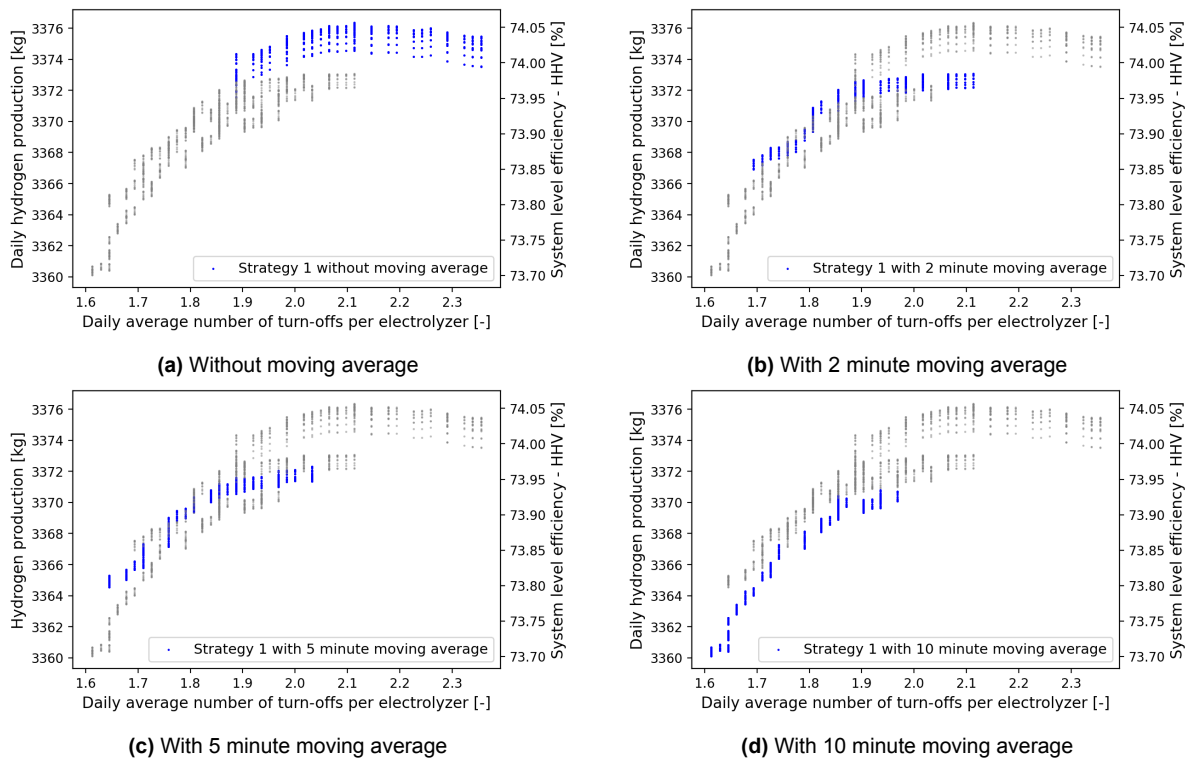 Daily hydrogen production [kg]
3376
3374
3372
3370
3368
3366
3364
3362
3360
74.05
74.00
73.95
73.90
73.85
73.80
73.75
73.70
System level efficiency - HHV [%]
Strategy 1 without moving average
1.6 1.7 1.8 1.9 2.0 2.1 2.2 2.3
Daily average number of turn-offs per electrolyzer [-]
(a) Without moving average
Daily hydrogen production [kg]
3376
3374
3372
3370
3368
3366
3364
3362
3360
74.05
74.00
73.95
73.90
73.85
73.80
73.75
73.70
System level efficiency - HHV [%]
Strategy 1 with 2 minute moving average
1.6 1.7 1.8 1.9 2.0 2.1 2.2 2.3
Daily average number of turn-offs per electrolyzer [-]
(b) With 2 minute moving average
Hydrogen production [kg]
3376
3374
3372
3370
3368
3366
3364
3362
3360
74.05
74.00
73.95
73.90
73.85
73.80
73.75
73.70
System level efficiency - HHV [%]
Strategy 1 with 5 minute moving average
1.6 1.7 1.8 1.9 2.0 2.1 2.2 2.3
Daily average number of turn-offs per electrolyzer [-]
(c) With 5 minute moving average
Daily hydrogen production [kg]
3376
3374
3372
3370
3368
3366
3364
3362
3360
74.05
74.00
73.95
73.90
73.85
73.80
73.75
73.70
System level efficiency - HHV [%]
Strategy 1 with 10 minute moving average
1.6 1.7 1.8 1.9 2.0 2.1 2.2 2.3
Daily average number of turn-offs per electrolyzer [-]
(d) With 10 minute moving average